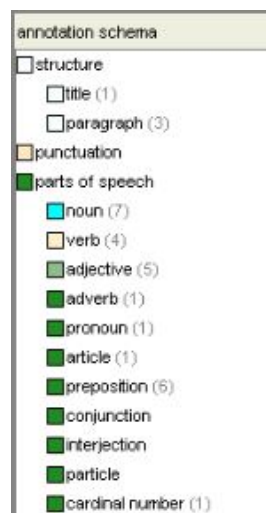 annotation schema
structure
title (1)
paragraph (3)
punctuation
parts of speech
noun (7)
verb (4)
adjective (5)
adverb (1)
pronoun (1)
article (1)
preposition (6)
conjunction
interjection
particle
cardinal number (1)